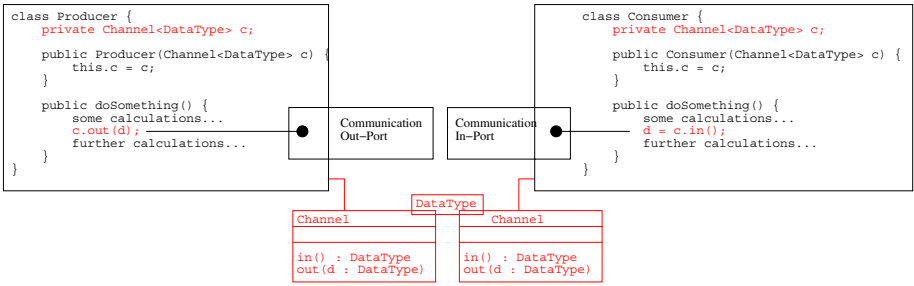 class Producer {
private Channel<DataType> c;
public Producer(Channel<DataType> c) {
this.c = c;
}
public doSomething() {
some calculations...
c.out(d);
further calculations...
}
}
Communication
Out–Port
Communication
In–Port
class Consumer {
private Channel<DataType> c;
public Consumer(Channel<DataType> c) {
this.c = c;
}
public doSomething() {
some calculations...
d = c.in();
further calculations...
}
}
DataType
Channel
in() : DataType
out(d : DataType)
Channel
in() : DataType
out(d : DataType)